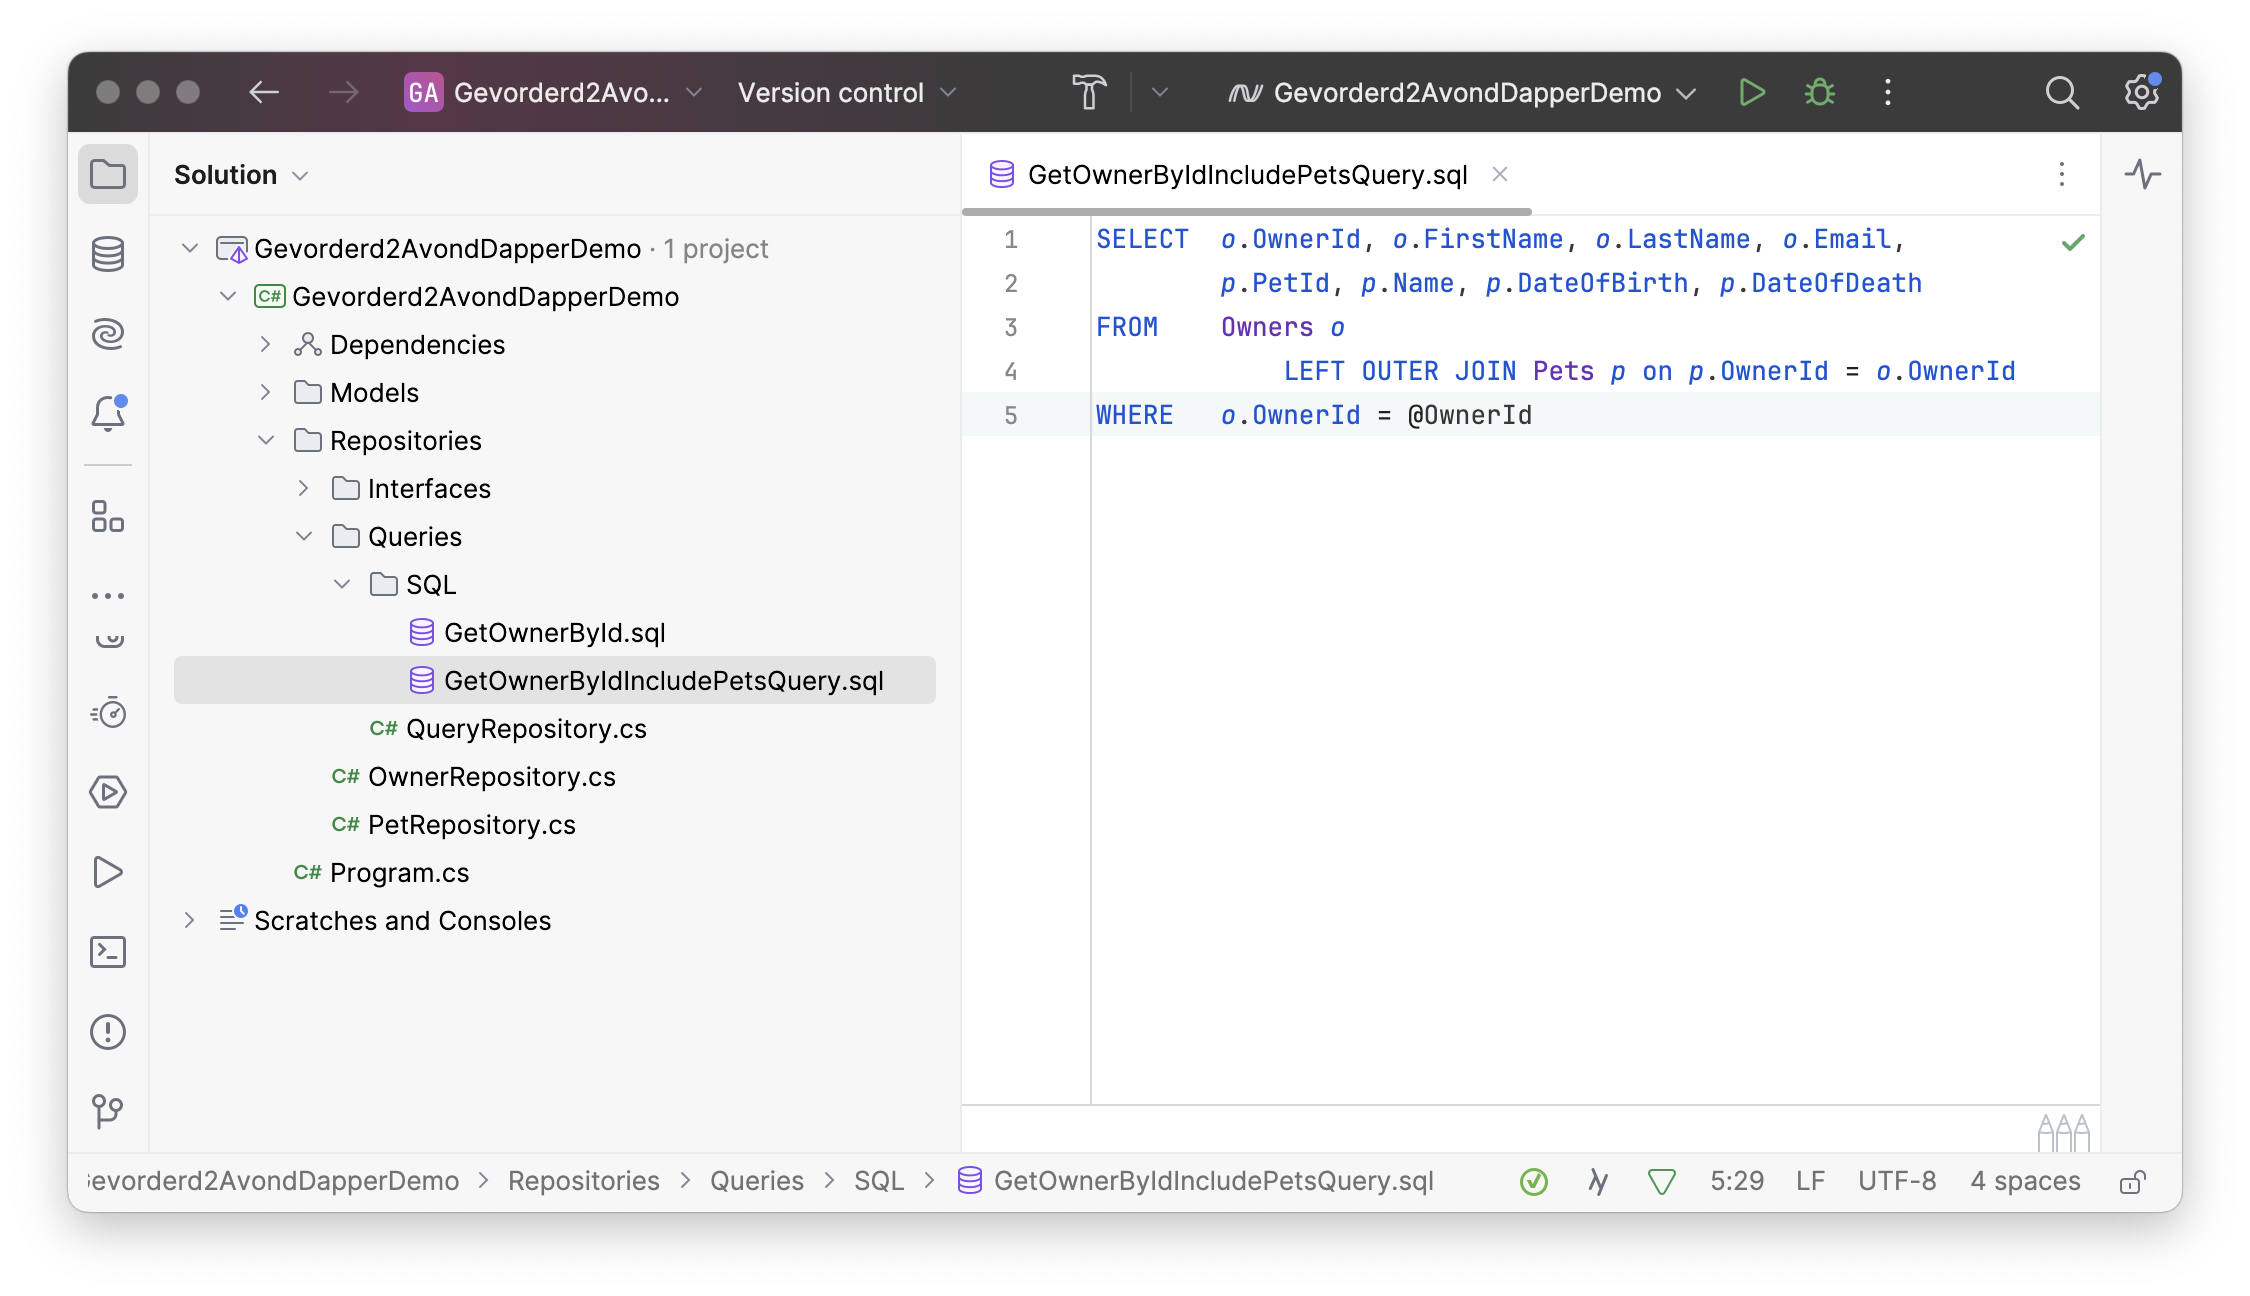 GA Gevorderd2Avo... Version control Gevorderd2AvondDapperDemo
Solution
GetOwnerByIdIncludePetsQuery.sql
Gevorderd2AvondDapperDemo · 1 project
C# Gevorderd2AvondDapperDemo
Dependencies
Models
Repositories
Interfaces
Queries
SQL
GetOwnerById.sql
GetOwnerByIdIncludePetsQuery.sql
C# QueryRepository.cs
C# OwnerRepository.cs
C# PetRepository.cs
C# Program.cs
Scratches and Consoles
1 SELECT o.OwnerId, o.FirstName, o.LastName, o.Email,
2 p.PetId, p.Name, p.DateOfBirth, p.DateOfDeath
3 FROM Owners o
4 LEFT OUTER JOIN Pets p on p.OwnerId = o.OwnerId
5 WHERE o.OwnerId = @OwnerId
evorderd2AvondDapperDemo > Repositories > Queries > SQL > GetOwnerByIdIncludePetsQuery.sql 5:29 LF UTF-8 4 spaces